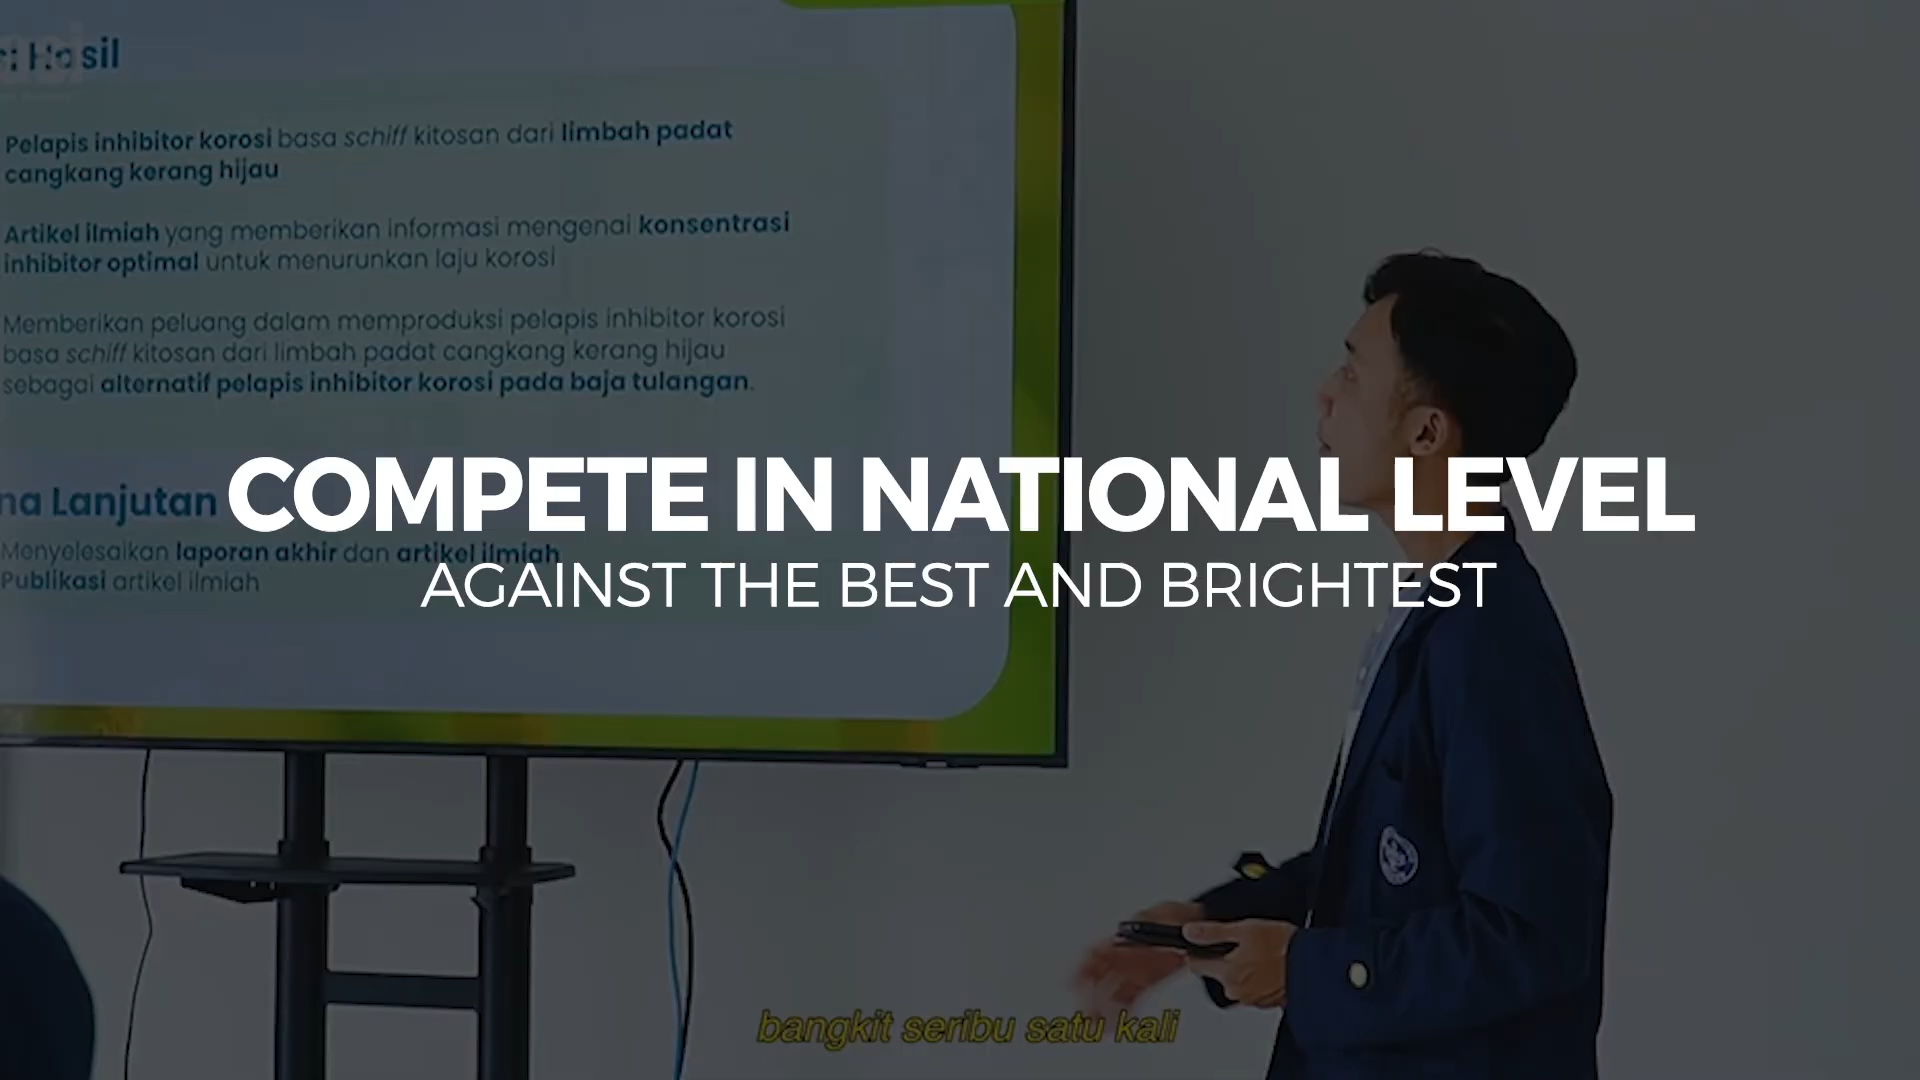 Hasil
Pelapis inhibitor korosi basa schiff kitosan dari limbah padat
cangkang kerang hijau
Artikel ilmiah yang memberikan informasi mengenai konsentrasi
inhibitor optimal untuk menurunkan laju korosi
Memberikan peluang dalam memproduksi pelapis inhibitor korosi
basa schiff kitosan dari limbah padat cangkang kerang hijau
sebagai alternatif pelapis inhibitor korosi pada baja tulangan.
COMPETE IN NATIONAL LEVEL
na Lanjutan
Menyelesaikan laporan akhir dan artikel ilmiah
AGAINST THE BEST AND BRIGHTEST
Publikasi artikel ilmiah
bangkit seribu satu kali